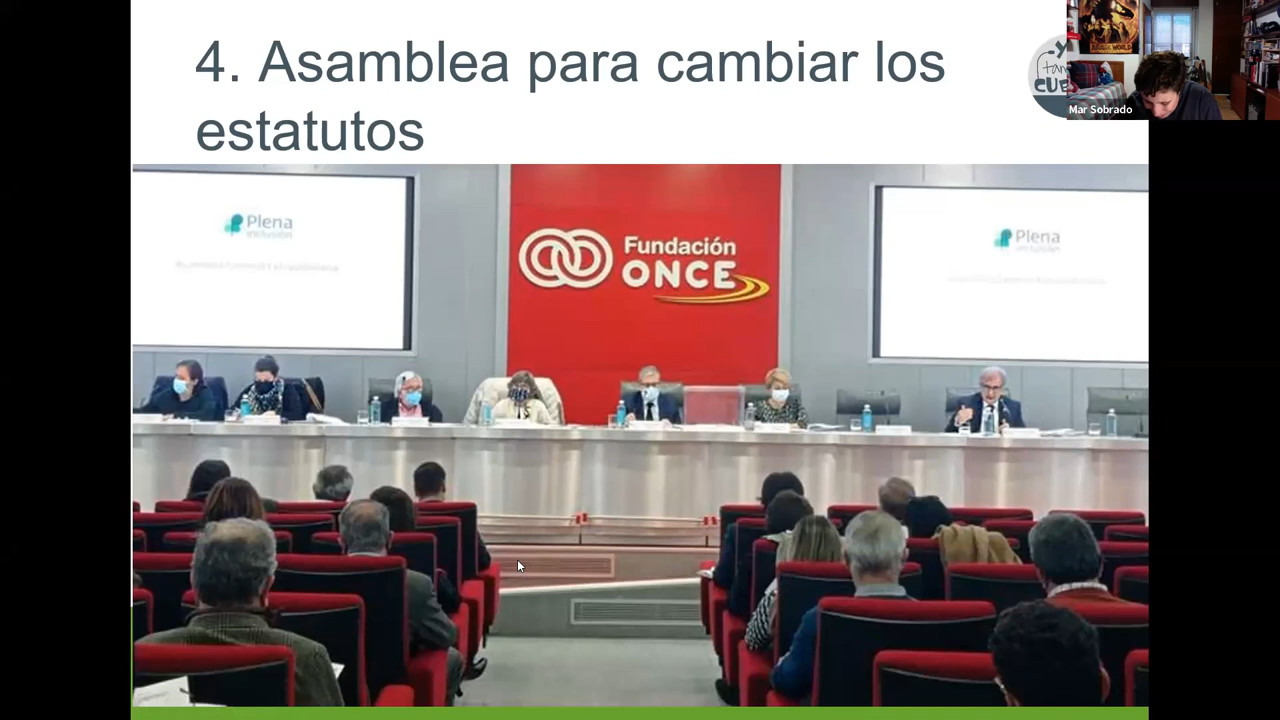 4. Asamblea para cambiar los
estatutos
Plena
inclusión
Fundación
ONCE
Plena
inclusión
Mar Sobrado